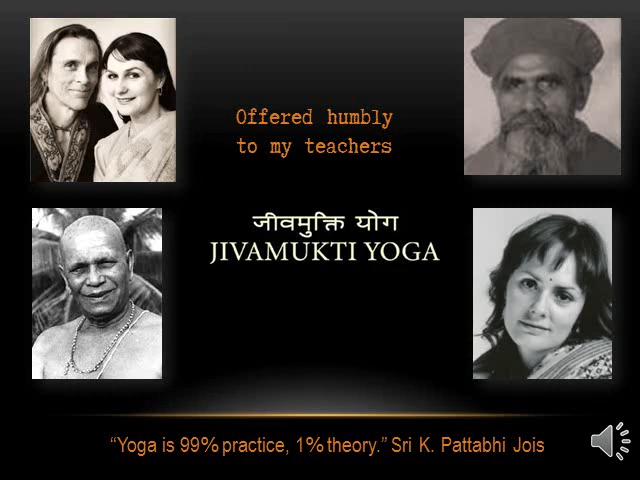 Offered humbly
to my teachers
जीवमुक्ति योग
JIVAMUKTI YOGA
“Yoga is 99% practice, 1% theory.” Sri K. Pattabhi Jois